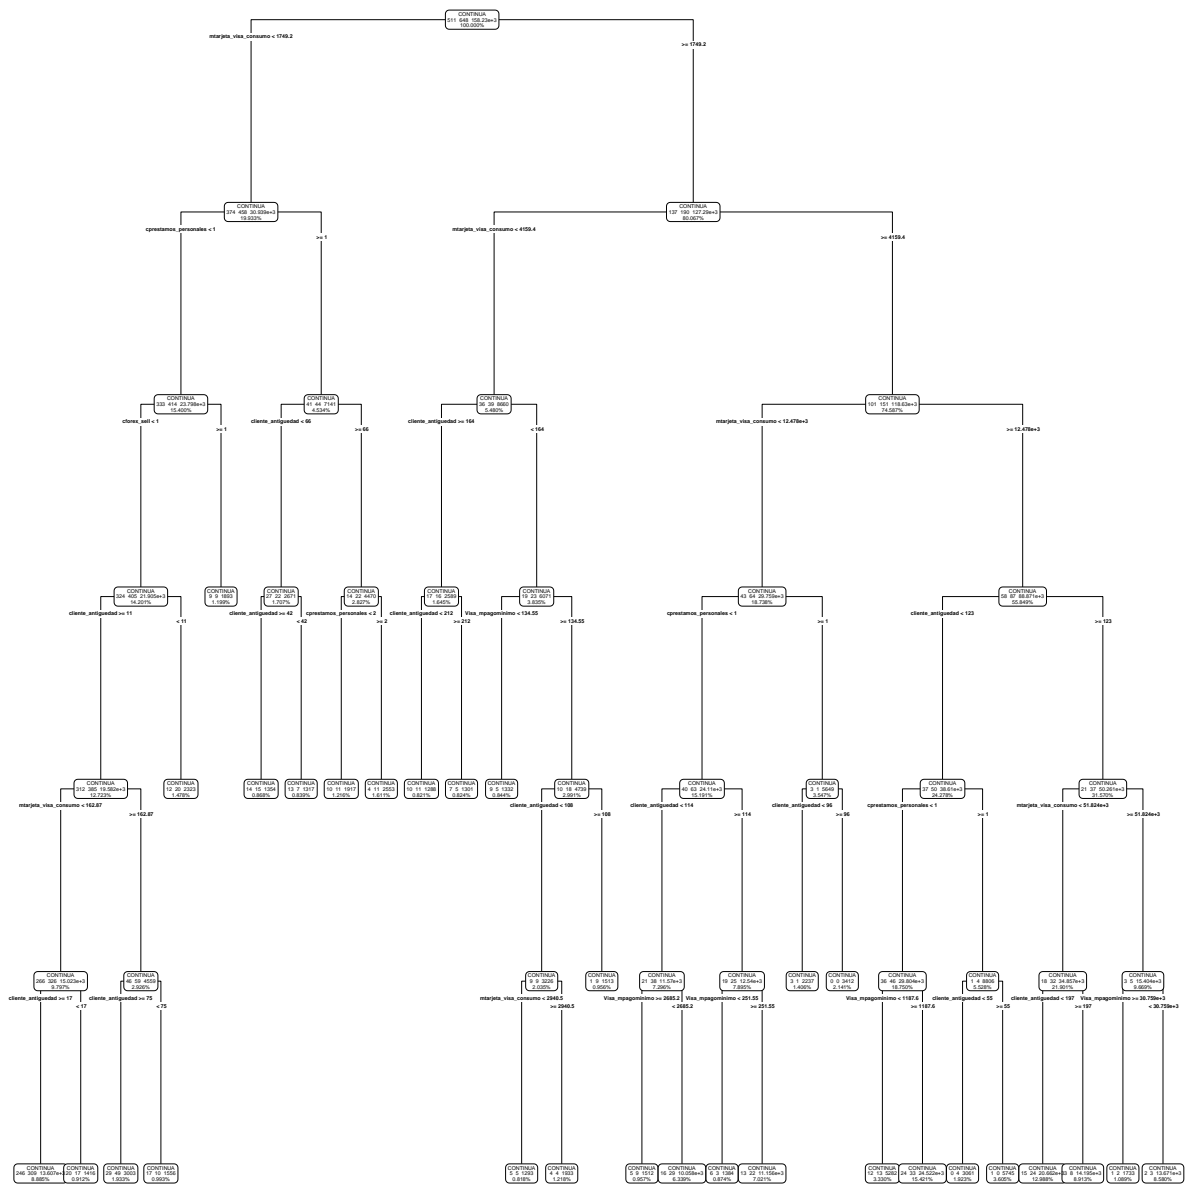 CONTINUA
511 648 158.23e+3
100.000%
mtarjeta_visa_consumo < 1749.2
>= 1749.2
CONTINUA
374 458 30.939e+3
19.933%
CONTINUA
137 190 127.29e+3
80.067%
cprestamos_personales < 1
>= 1
mtarjeta_visa_consumo < 4159.4
>= 4159.4
CONTINUA
333 414 23.798e+3
15.400%
CONTINUA
41 44 7141
4.534%
CONTINUA
36 39 8660
5.480%
CONTINUA
101 151 118.63e+3
74.587%
cforex_sell < 1
>= 1
cliente_antiguedad < 66
>= 66
cliente_antiguedad >= 164
< 164
mtarjeta_visa_consumo < 12.478e+3
>= 12.478e+3
CONTINUA
324 405 21.905e+3
14.201%
CONTINUA
9 9 1893
1.199%
CONTINUA
27 22 2671
1.707%
CONTINUA
14 22 4470
2.827%
CONTINUA
17 16 2589
1.645%
CONTINUA
19 23 6071
3.835%
CONTINUA
43 64 29.759e+3
18.738%
CONTINUA
58 87 88.871e+3
55.849%
cliente_antiguedad >= 11
< 11
cliente_antiguedad >= 42
< 42
cprestamos_personales < 2
>= 2
cliente_antiguedad < 212
>= 212
Visa_mpagominimo < 134.55
>= 134.55
cprestamos_personales < 1
>= 1
cliente_antiguedad < 123
>= 123
CONTINUA
312 385 19.582e+3
12.723%
CONTINUA
12 20 2323
1.478%
CONTINUA
14 15 1354
0.868%
CONTINUA
13 7 1317
0.839%
CONTINUA
10 11 1917
1.216%
CONTINUA
4 11 2553
1.611%
CONTINUA
10 11 1288
0.821%
CONTINUA
7 5 1301
0.824%
CONTINUA
9 5 1332
0.844%
CONTINUA
10 18 4739
2.991%
CONTINUA
40 63 24.11e+3
15.191%
CONTINUA
3 1 5649
3.547%
CONTINUA
37 50 38.61e+3
24.278%
CONTINUA
21 37 50.261e+3
31.570%
mtarjeta_visa_consumo < 162.87
>= 162.87
cliente_antiguedad < 108
>= 108
cliente_antiguedad < 114
>= 114
cliente_antiguedad < 96
>= 96
cprestamos_personales < 1
>= 1
mtarjeta_visa_consumo < 51.824e+3
>= 51.824e+3
CONTINUA
266 326 15.023e+3
9.797%
CONTINUA
46 59 4559
2.926%
CONTINUA
9 9 3226
2.035%
CONTINUA
1 9 1513
0.956%
CONTINUA
21 38 11.57e+3
7.296%
CONTINUA
19 25 12.54e+3
7.895%
CONTINUA
3 1 2237
1.406%
CONTINUA
0 0 3412
2.141%
CONTINUA
36 46 29.804e+3
18.750%
CONTINUA
1 4 8806
5.528%
CONTINUA
18 32 34.857e+3
21.901%
CONTINUA
3 5 15.404e+3
9.669%
cliente_antiguedad >= 17
< 17
cliente_antiguedad >= 75
< 75
mtarjeta_visa_consumo < 2940.5
>= 2940.5
Visa_mpagominimo >= 2685.2
< 2685.2
Visa_mpagominimo < 251.55
>= 251.55
Visa_mpagominimo < 1187.6
>= 1187.6
cliente_antiguedad < 55
>= 55
cliente_antiguedad < 197
>= 197
Visa_mpagominimo >= 30.759e+3
< 30.759e+3
CONTINUA
246 309 13.607e+3
8.885%
CONTINUA
20 17 1416
0.912%
CONTINUA
29 49 3003
1.933%
CONTINUA
17 10 1556
0.993%
CONTINUA
5 5 1293
0.818%
CONTINUA
4 4 1933
1.218%
CONTINUA
5 9 1512
0.957%
CONTINUA
16 29 10.058e+3
6.339%
CONTINUA
6 3 1384
0.874%
CONTINUA
13 22 11.156e+3
7.021%
CONTINUA
12 13 5282
3.330%
CONTINUA
24 33 24.522e+3
15.421%
CONTINUA
0 4 3061
1.923%
CONTINUA
1 0 5745
3.605%
CONTINUA
15 24 20.662e+3
12.988%
CONTINUA
3 8 14.195e+3
8.913%
CONTINUA
1 2 1733
1.089%
CONTINUA
2 3 13.671e+3
8.580%